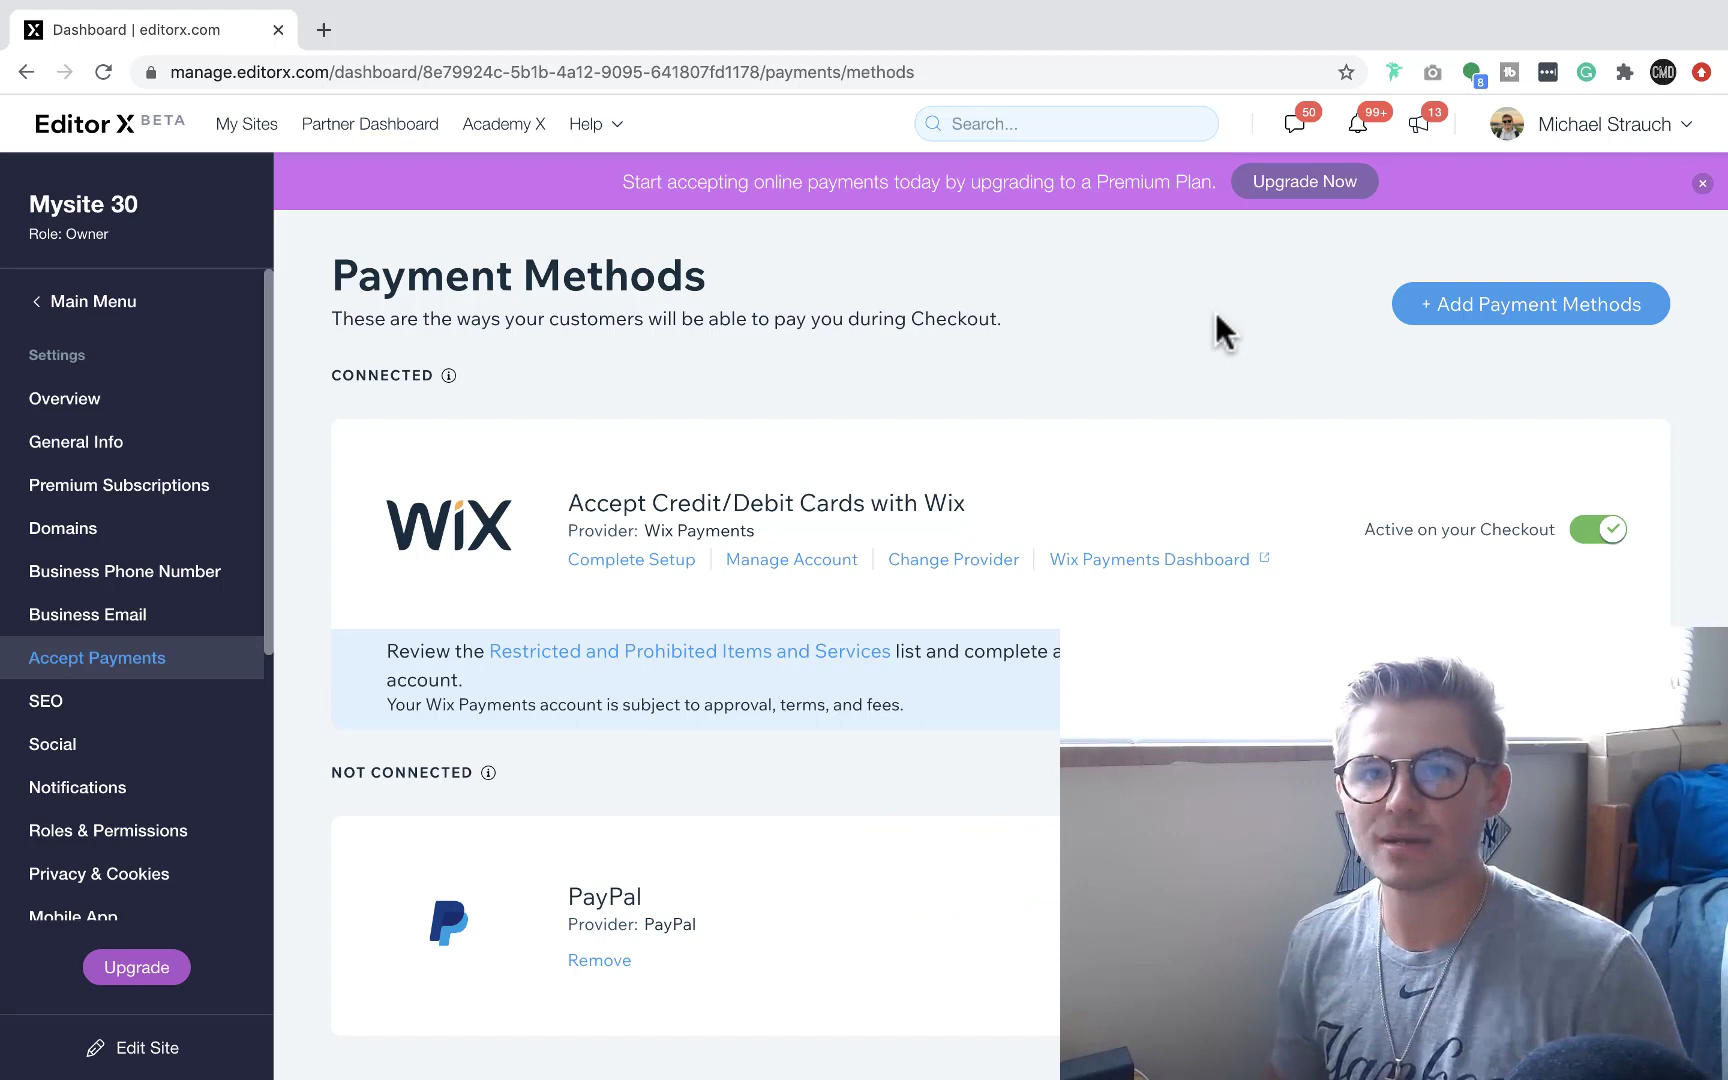 Dashboard | editorx.com
manage.editorx.com/dashboard/8e79924c-5b1b-4a12-9095-641807fd1178/payments/methods
8
CMD
Editor X BETA
My Sites
Partner Dashboard
Academy X
Help
Search...
50
99+
13
Michael Strauch
Mysite 30
Role: Owner
Main Menu
Settings
Overview
General Info
Premium Subscriptions
Domains
Business Phone Number
Business Email
Accept Payments
SEO
Social
Notifications
Roles & Permissions
Privacy & Cookies
Mobile App
Upgrade
Edit Site
Start accepting online payments today by upgrading to a Premium Plan.
Upgrade Now
Payment Methods
These are the ways your customers will be able to pay you during Checkout.
+ Add Payment Methods
CONNECTED
WiX
Accept Credit/Debit Cards with Wix
Provider: Wix Payments
Complete Setup
Manage Account
Change Provider
Wix Payments Dashboard
Active on your Checkout
Review the Restricted and Prohibited Items and Services list and complete
account.
Your Wix Payments account is subject to approval, terms, and fees.
NOT CONNECTED
PayPal
Provider: PayPal
Remove